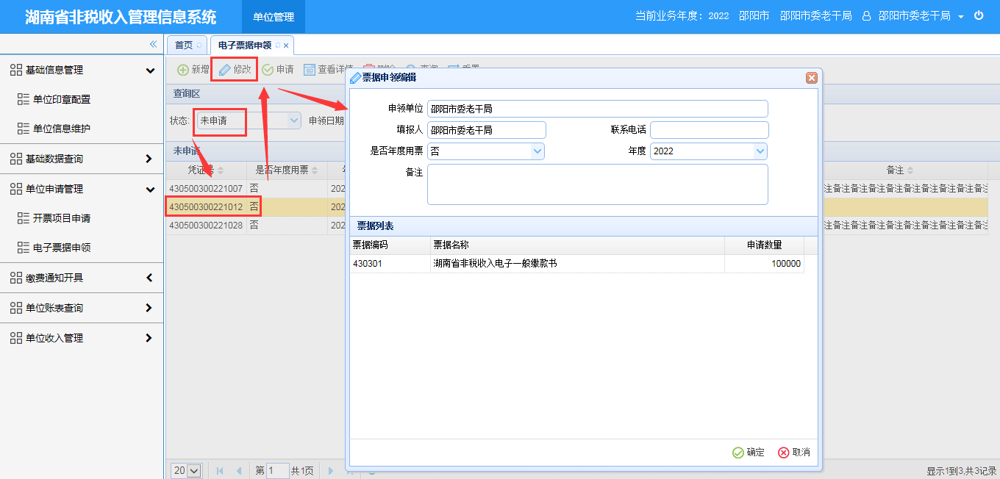 湖南省非税收入管理信息系统
单位管理
当前业务年度：2022 邵阳市 邵阳市委老干局 邵阳市委老干局
首页
电子票据申领
基础信息管理
单位印章配置
单位信息维护
基础数据查询
单位申请管理
开票项目申请
电子票据申领
缴费通知开具
单位账表查询
单位收入管理
新增 修改 申请 查看详情
查询区
状态: 未申请 申领日期
未申请
凭证号 是否年度用票 备注
430500300221007 否 202 注备注备注备注备注备注备注备注备注备注备注备注
430500300221012 否 202
430500300221028 否 202 注备注备注备注备注备注备注备注备注备注备注备注
票据申领编辑
申领单位 邵阳市委老干局
填报人 邵阳市委老干局 联系电话
是否年度用票 否 年度 2022
备注
票据列表
票据编码 票据名称 申请数量
430301 湖南省非税收入电子一般缴款书 100000
确定 取消
20 第 1 共1页
显示1到3,共3记录